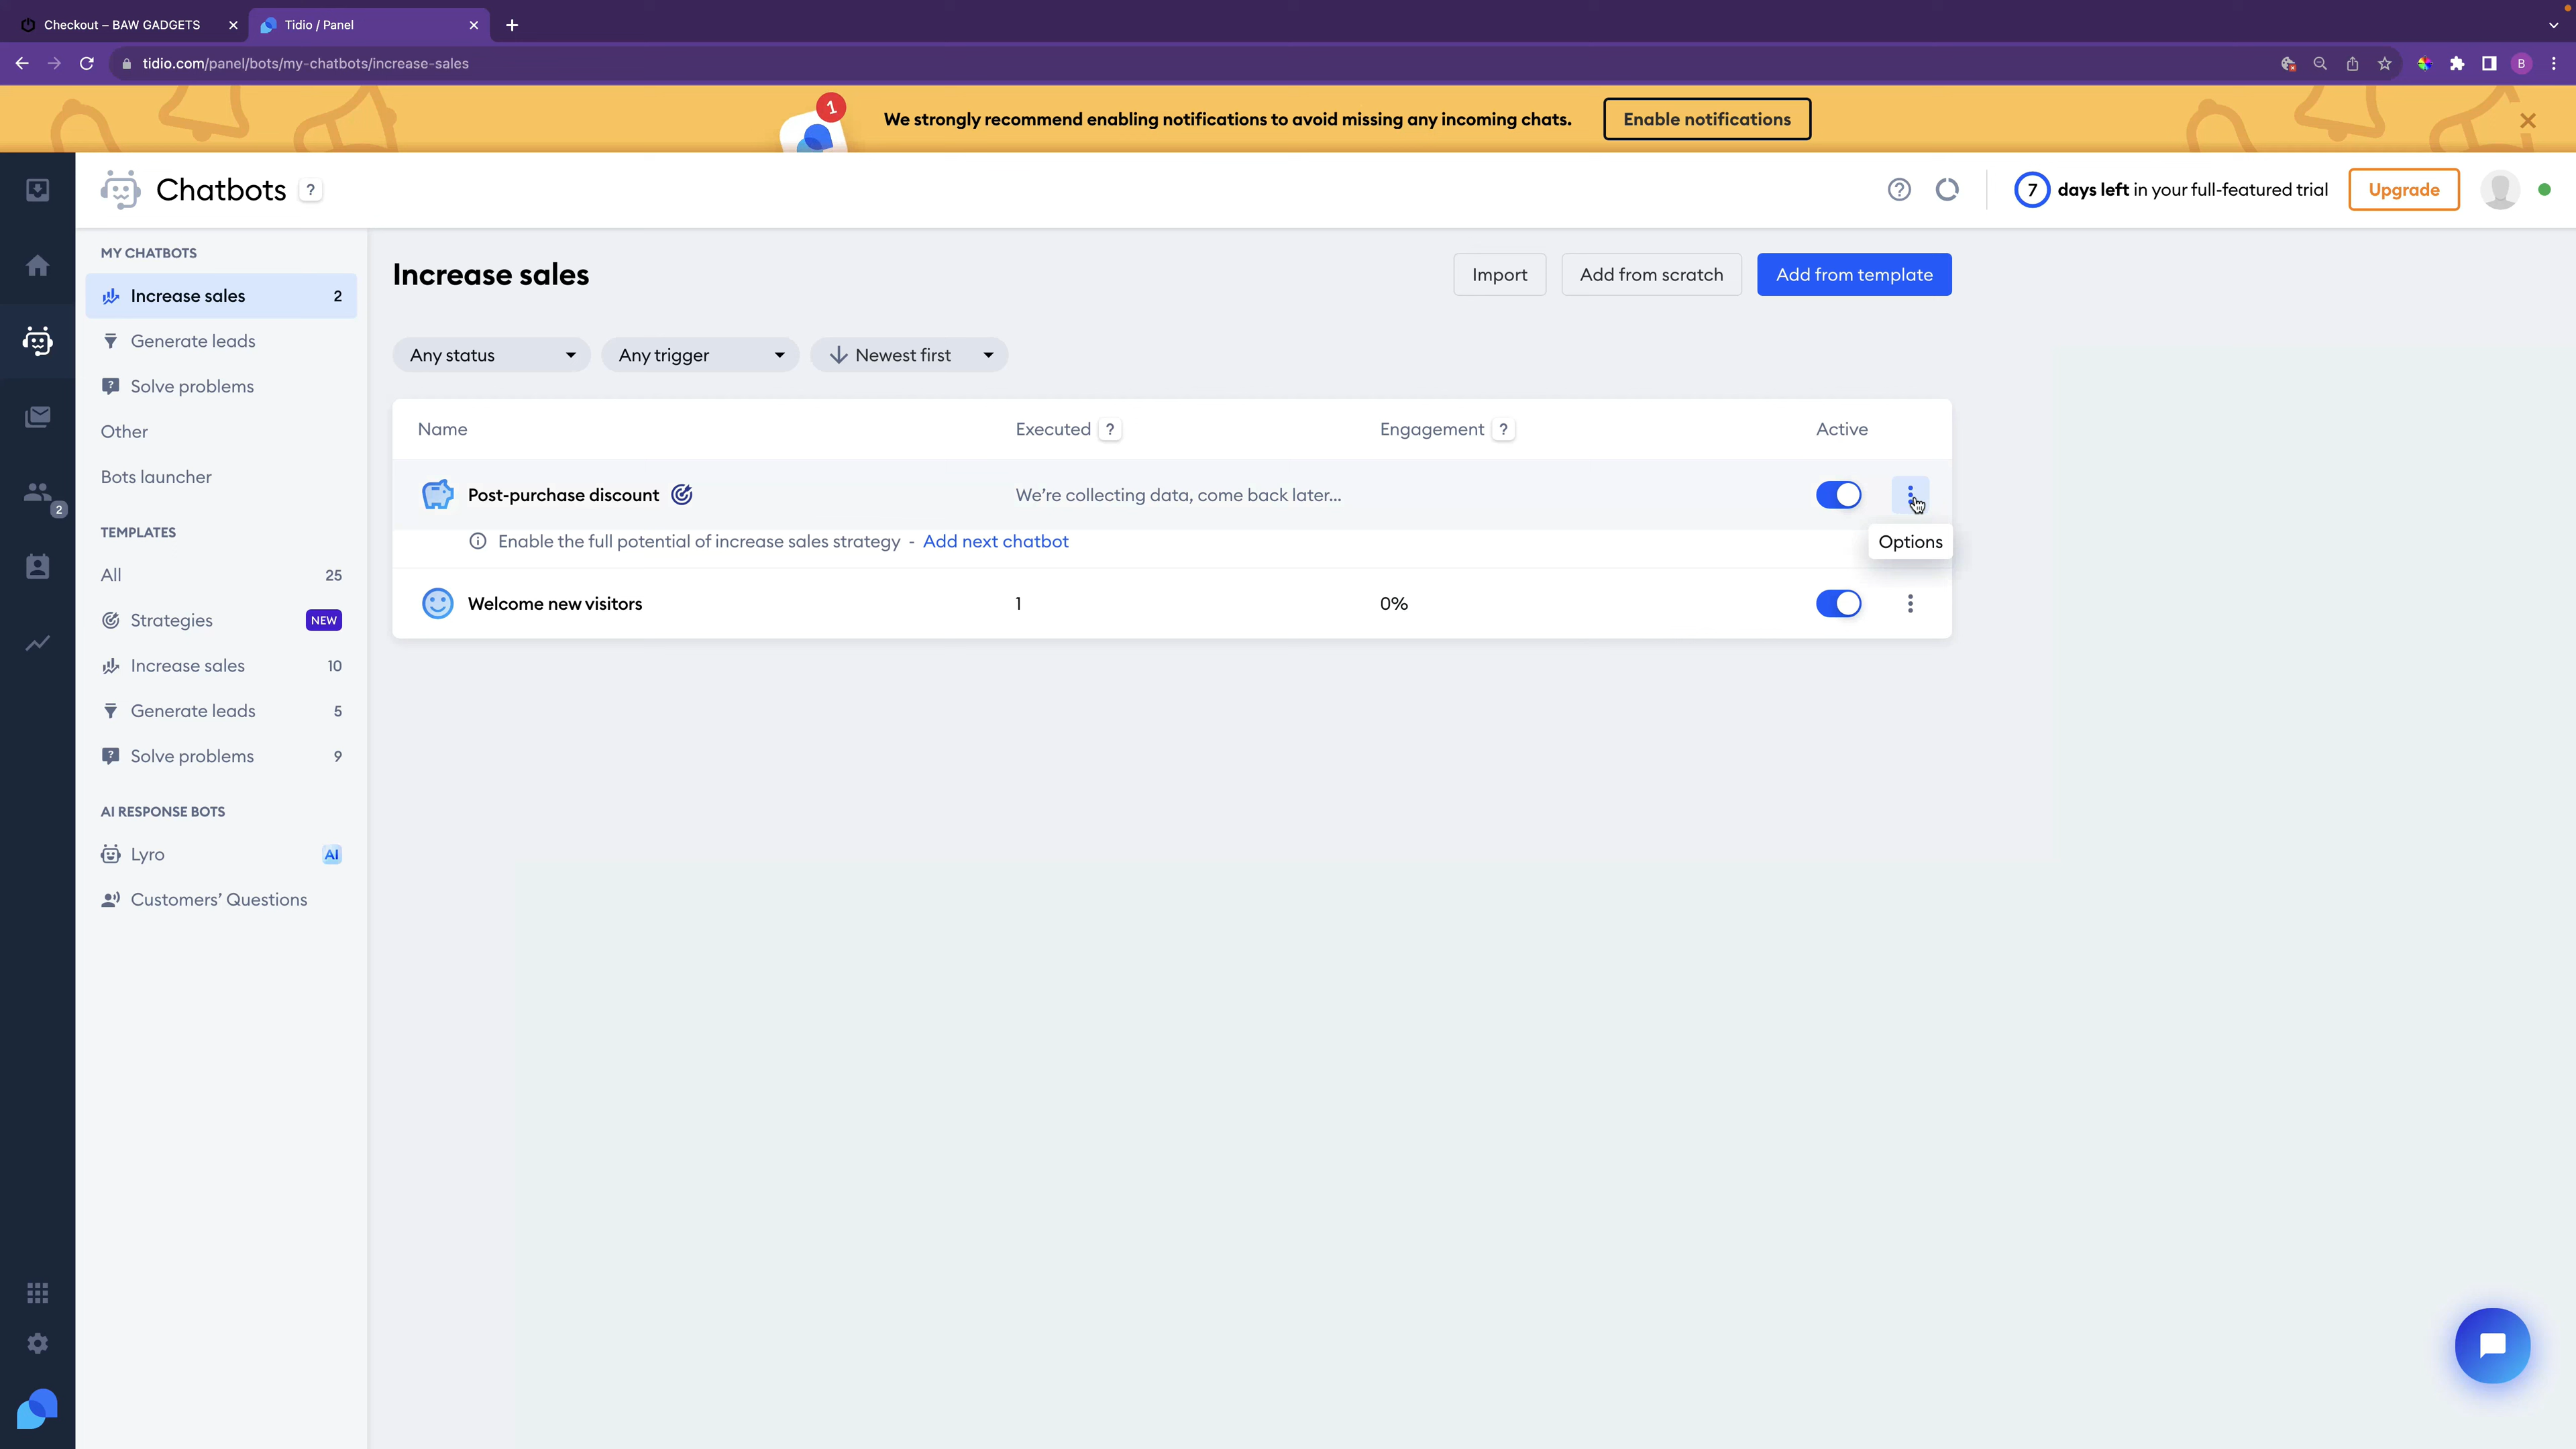 Checkout – BAW GADGETS
Tidio / Panel
tidio.com/panel/bots/my-chatbots/increase-sales
B
1
We strongly recommend enabling notifications to avoid missing any incoming chats.
Enable notifications
Chatbots ?
7 days left in your full-featured trial
Upgrade
MY CHATBOTS
Increase sales 2
Generate leads
Solve problems
Other
Bots launcher
2
TEMPLATES
All 25
Strategies NEW
Increase sales 10
Generate leads 5
Solve problems 9
AI RESPONSE BOTS
Lyro AI
Customers’ Questions
Increase sales
Import
Add from scratch
Add from template
Any status
Any trigger
Newest first
Name Executed ? Engagement ? Active
Post-purchase discount We’re collecting data, come back later...
Enable the full potential of increase sales strategy - Add next chatbot
Options
Welcome new visitors 1 0%